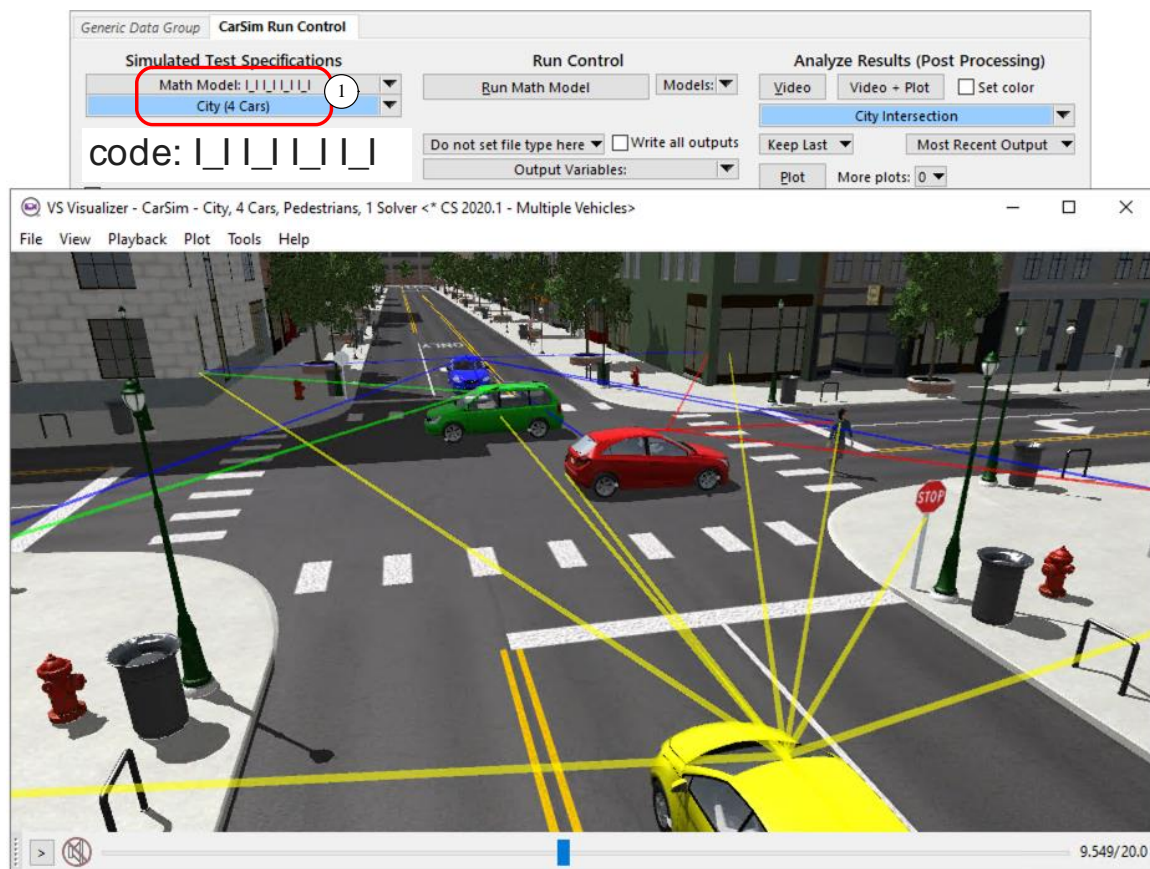 Generic Data Group CarSim Run Control
Simulated Test Specifications Run Control Analyze Results (Post Processing)
Math Model: I_I I_I I_I I_I 1 Run Math Model Models: Video Video + Plot Set color
City (4 Cars) City Intersection
code: I_I I_I I_I I_I Do not set file type here Write all outputs Keep Last Most Recent Output
Output Variables: Plot More plots: 0
VS Visualizer - CarSim - City, 4 Cars, Pedestrians, 1 Solver <* CS 2020.1 - Multiple Vehicles>
File View Playback Plot Tools Help
ONLY
STOP
> 9.549/20.0